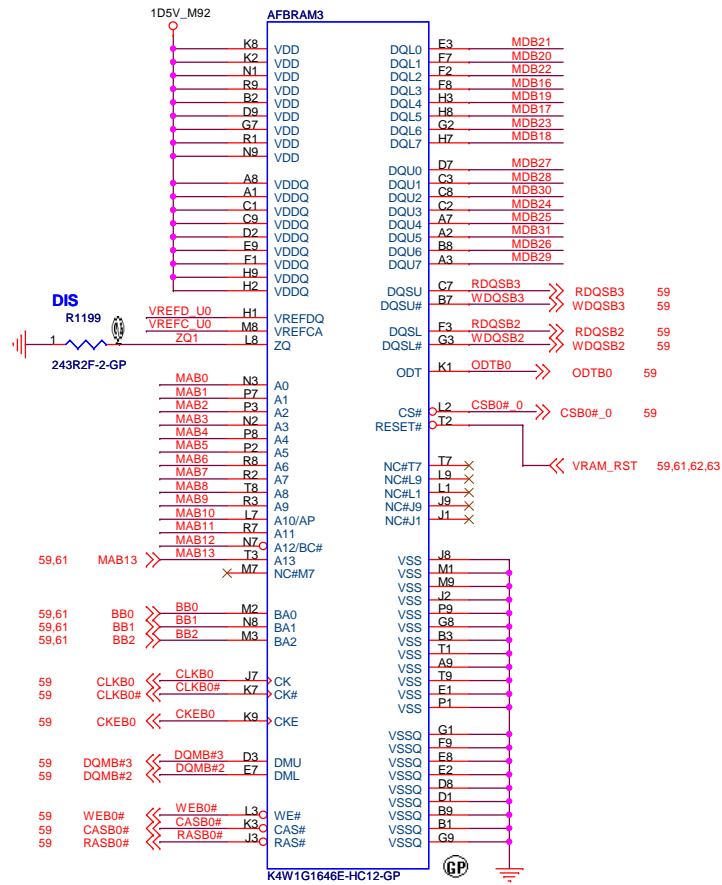 1D5V_M92
AFBRAM3
K8 VDD DQL0 E3 MDB21
K2 VDD DQL1 F7 MDB20
N1 VDD DQL2 F2 MDB22
R9 VDD DQL3 F8 MDB16
B2 VDD DQL4 H3 MDB19
D9 VDD DQL5 H8 MDB17
G7 VDD DQL6 G2 MDB23
R1 VDD DQL7 H7 MDB18
N9 VDD
DQU0 D7 MDB27
A8 VDDQ DQU1 C3 MDB28
A1 VDDQ DQU2 C8 MDB30
C1 VDDQ DQU3 C2 MDB24
C9 VDDQ DQU4 A7 MDB25
D2 VDDQ DQU5 A2 MDB31
E9 VDDQ DQU6 B8 MDB26
F1 VDDQ DQU7 A3 MDB29
H9 VDDQ
H2 VDDQ DQSU C7 RDQSB3 RDQSB3 59
DQSU# B7 WDQSB3 WDQSB3 59
DIS
R1199
VREFD_U0 H1 VREFDQ
VREFC_U0 M8 VREFCA DQSL F3 RDQSB2 RDQSB2 59
1 ZQ1 L8 ZQ DQSL# G3 WDQSB2 WDQSB2 59
243R2F-2-GP
ODT K1 ODTB0 ODTB0 59
MAB0 N3 A0
MAB1 P7 A1
MAB2 P3 A2 CS# L2 CSB0#_0 CSB0#_0 59
MAB3 N2 A3 RESET# T2
MAB4 P8 A4
MAB5 P2 A5
MAB6 R8 A6 NC#T7 T7 VRAM_RST 59,61,62,63
MAB7 R2 A7 NC#L9 L9
MAB8 T8 A8 NC#L1 L1
MAB9 R3 A9 NC#J9 J9
MAB10 L7 A10/AP NC#J1 J1
MAB11 R7 A11
MAB12 N7 A12/BC#
59,61 MAB13 MAB13 T3 A13 VSS J8
M7 NC#M7 VSS M1
VSS M9
VSS J2
59,61 BB0 BB0 M2 BA0 VSS P9
59,61 BB1 BB1 N8 BA1 VSS G8
59,61 BB2 BB2 M3 BA2 VSS B3
VSS T1
VSS A9
59 CLKB0 CLKB0 J7 CK VSS T9
59 CLKB0# CLKB0# K7 CK# VSS E1
VSS P1
59 CKEB0 CKEB0 K9 CKE
VSSQ G1
VSSQ F9
59 DQMB#3 DQMB#3 D3 DMU VSSQ E8
59 DQMB#2 DQMB#2 E7 DML VSSQ E2
VSSQ D8
VSSQ D1
59 WEB0# WEB0# L3 WE# VSSQ B9
59 CASB0# CASB0# K3 CAS# VSSQ B1
59 RASB0# RASB0# J3 RAS# VSSQ G9
K4W1G1646E-HC12-GP
GP